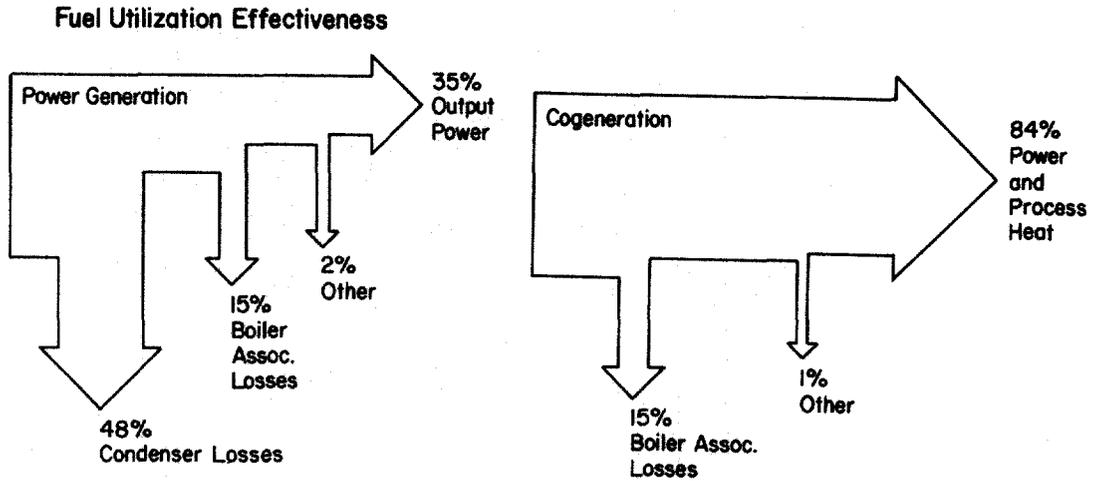 Fuel Utilization Effectiveness
Power Generation
35%
Output
Power
2%
Other
15%
Boiler
Assoc.
Losses
48%
Condenser Losses
Cogeneration
84%
Power
and
Process
Heat
1%
Other
15%
Boiler Assoc.
Losses